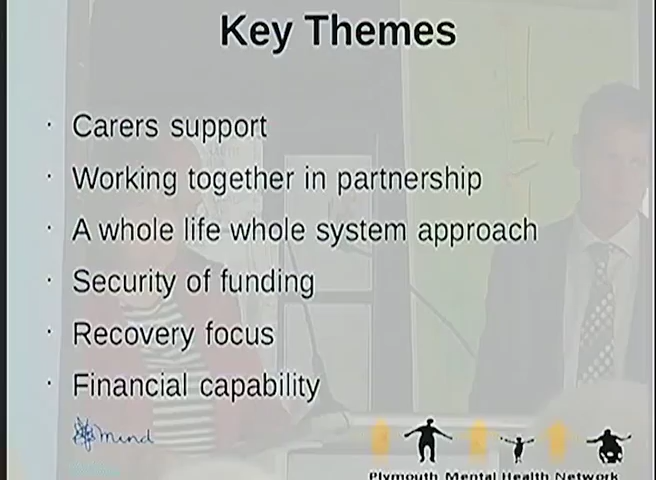 Key Themes
· Carers support
· Working together in partnership
· A whole life whole system approach
· Security of funding
· Recovery focus
· Financial capability
mind
Plymouth Mental Health Network